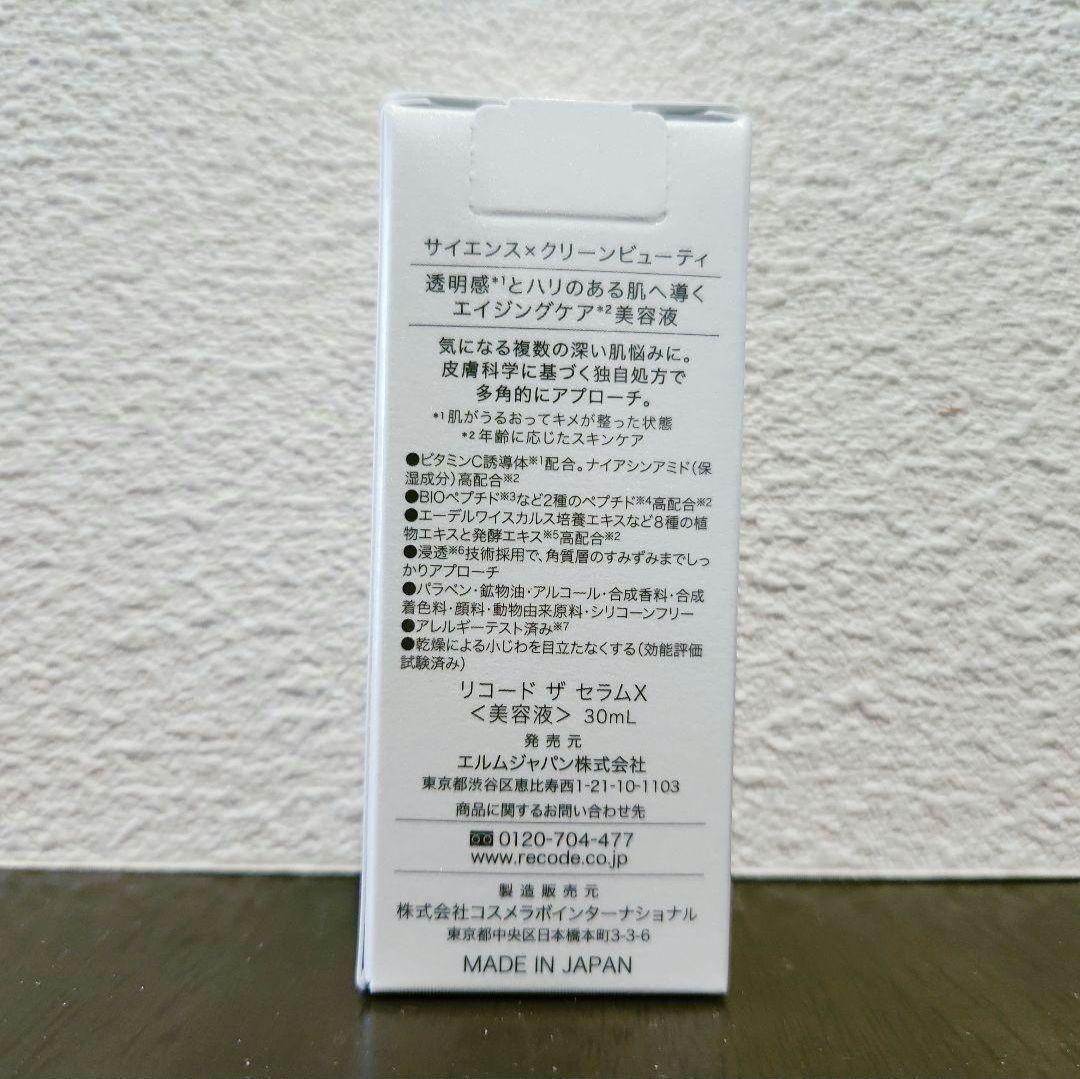 サイエンス×クリーンビューティ
透明感*1とハリのある肌へ導く
エイジングケア*2美容液
気になる複数の深い肌悩みに。
皮膚科学に基づく独自処方で
多角的にアプローチ。
*1肌がうるおってキメが整った状態
*2年齢に応じたスキンケア
●ビタミンC誘導体※1配合。ナイアシンアミド(保
湿成分)高配合※2
●BIOペプチド※3など2種のペプチド※4高配合※2
●エーデルワイスカルス培養エキスなど8種の植
物エキスと発酵エキス※5高配合※2
●浸透※6技術採用で、角質層のすみずみまでしっ
かりアプローチ
●パラベン・鉱物油・アルコール・合成香料・合成
着色料・顔料・動物由来原料・シリコーンフリー
●アレルギーテスト済み※7
●乾燥による小じわを目立たなくする(効能評価
試験済み)
リコード ザ セラムX
＜美容液＞ 30mL
発売元
エルムジャパン株式会社
東京都渋谷区恵比寿西1-21-10-1103
商品に関するお問い合わせ先
0120-704-477
www.recode.co.jp
製造販売元
株式会社コスメラボインターナショナル
東京都中央区日本橋本町3-3-6
MADE IN JAPAN